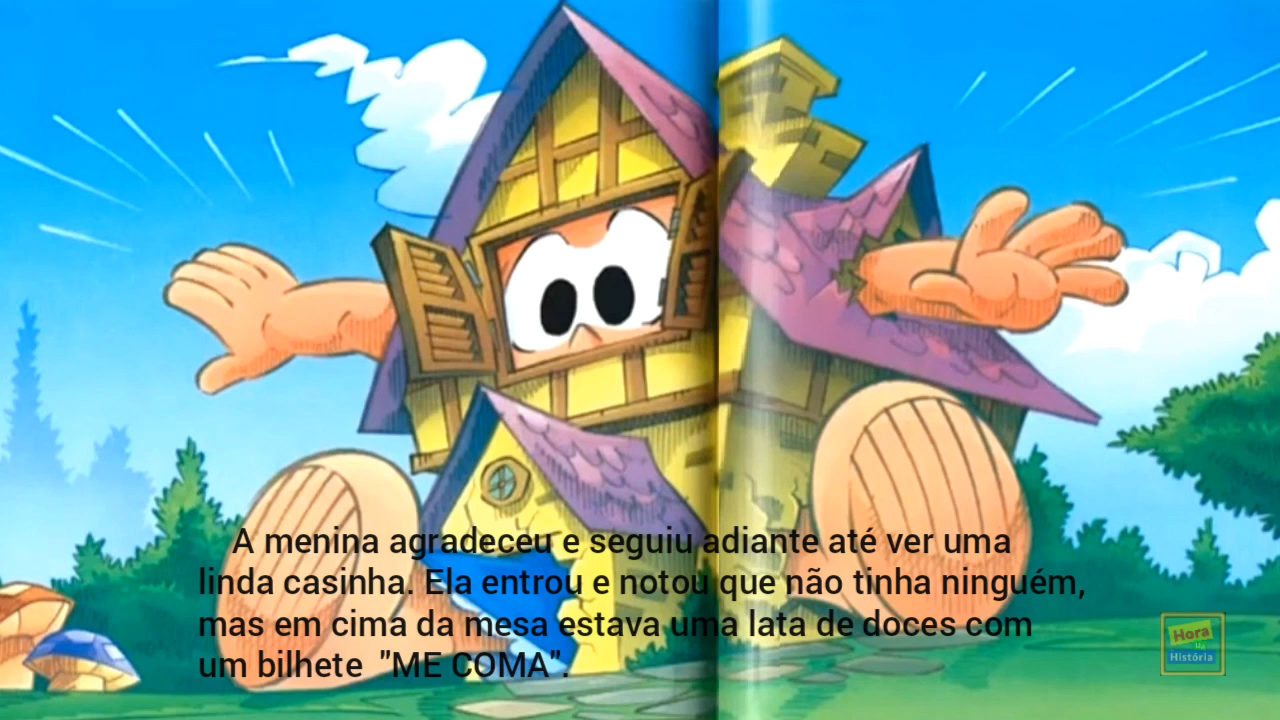 A menina agradeceu e seguiu adiante até ver uma
linda casinha. Ela entrou e notou que não tinha ninguém,
mas em cima da mesa estava uma lata de doces com
um bilhete "ME COMA".
Hora
da
História